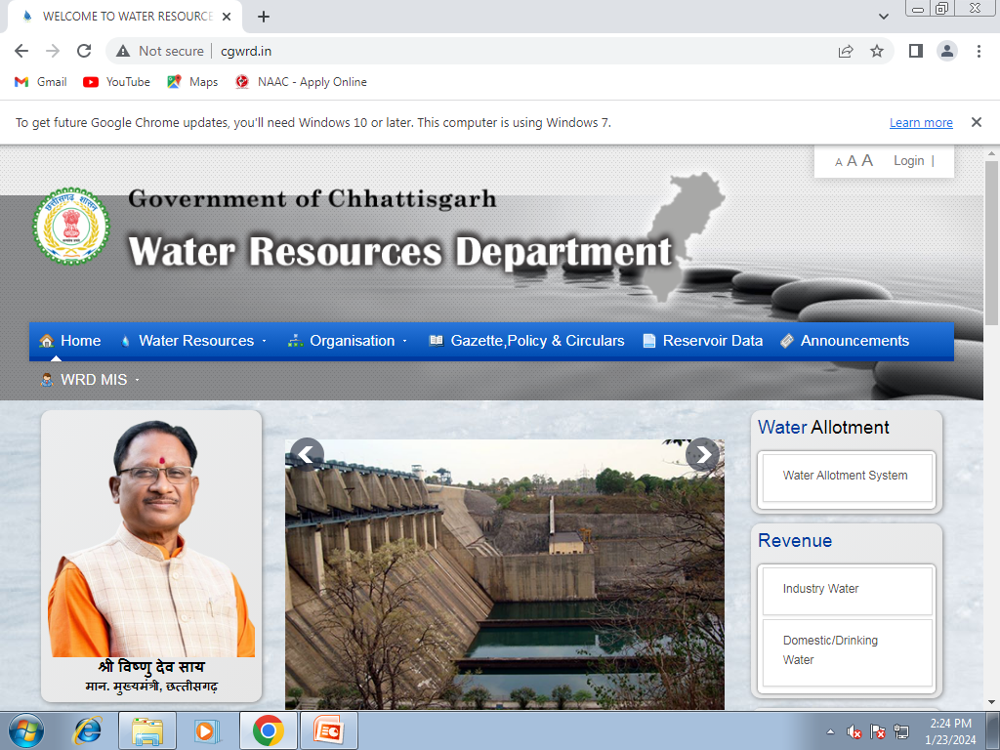 WELCOME TO WATER RESOURCE
Not secure
cgwrd.in
Gmail
YouTube
Maps
NAAC - Apply Online
To get future Google Chrome updates, you'll need Windows 10 or later. This computer is using Windows 7.
Learn more
A A A Login |
छत्तीसगढ़ शासन
Government of Chhattisgarh
Water Resources Department
Home
Water Resources
Organisation
Gazette,Policy & Circulars
Reservoir Data
Announcements
WRD MIS
श्री विष्णु देव साय
मान. मुख्यमंत्री, छत्तीसगढ़
Water Allotment
Water Allotment System
Revenue
Industry Water
Domestic/Drinking
Water
2:24 PM
1/23/2024